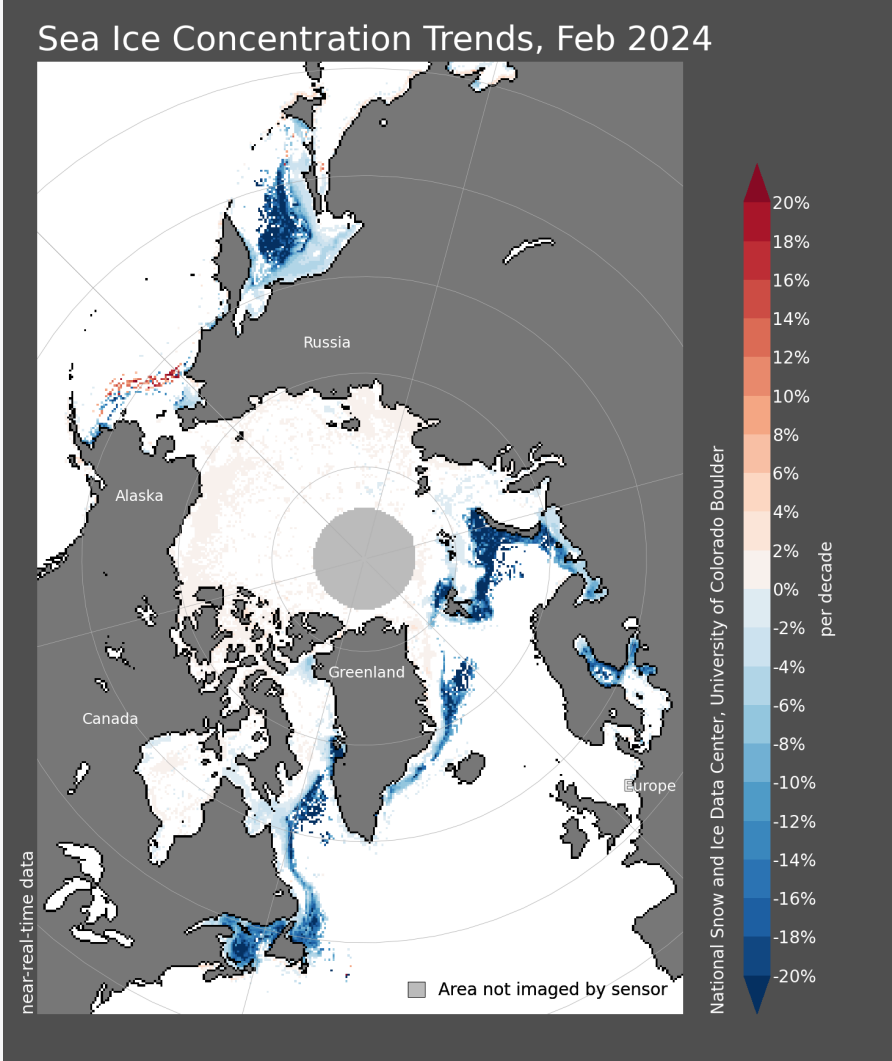 Sea Ice Concentration Trends, Feb 2024
Russia
Alaska
Greenland
Canada
Europe
Area not imaged by sensor
near-real-time data
National Snow and Ice Data Center, University of Colorado Boulder
20%
18%
16%
14%
12%
10%
8%
6%
4%
2%
0%
-2%
-4%
-6%
-8%
-10%
-12%
-14%
-16%
-18%
-20%
per decade